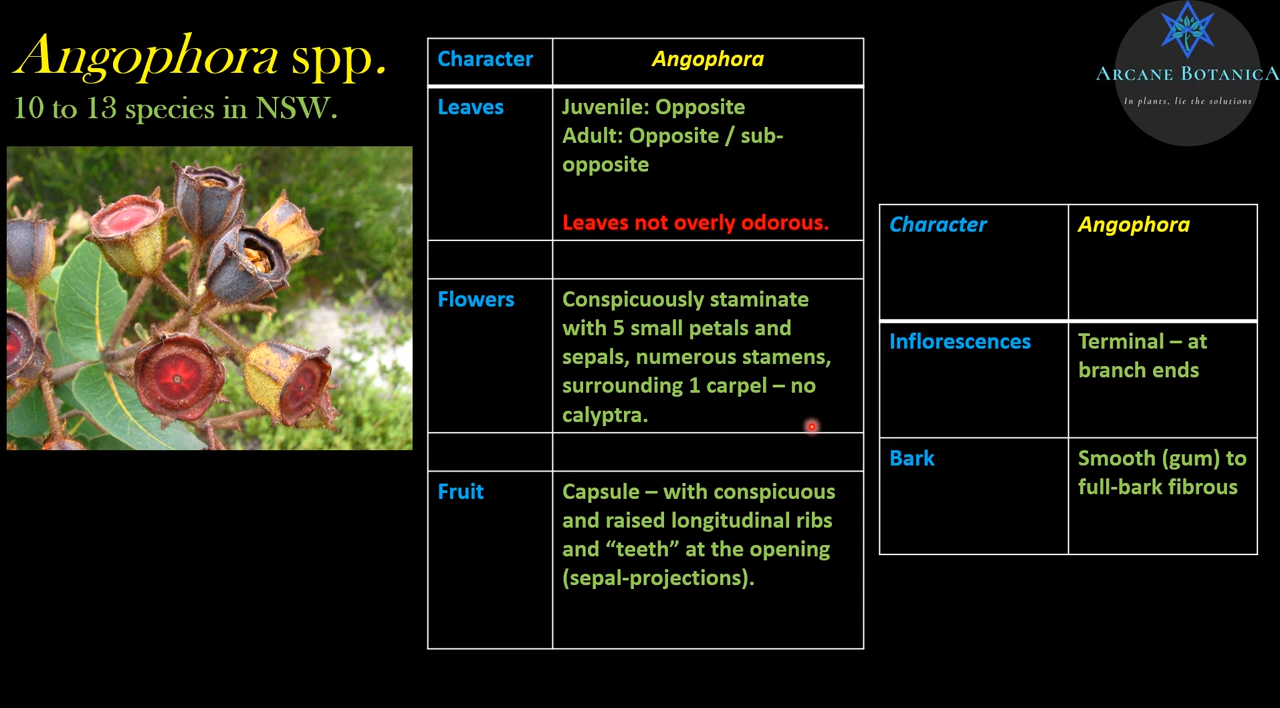 Angophora spp.
10 to 13 species in NSW.
Character
Angophora
Leaves
Juvenile: Opposite
Adult: Opposite / sub-
opposite
Leaves not overly odorous.
Flowers
Conspicuously staminate
with 5 small petals and
sepals, numerous stamens,
surrounding 1 carpel – no
calyptra.
Fruit
Capsule – with conspicuous
and raised longitudinal ribs
and “teeth” at the opening
(sepal-projections).
ARCANE BOTANICA
In plants, lie the solutions
Character
Angophora
Inflorescences
Terminal – at
branch ends
Bark
Smooth (gum) to
full-bark fibrous